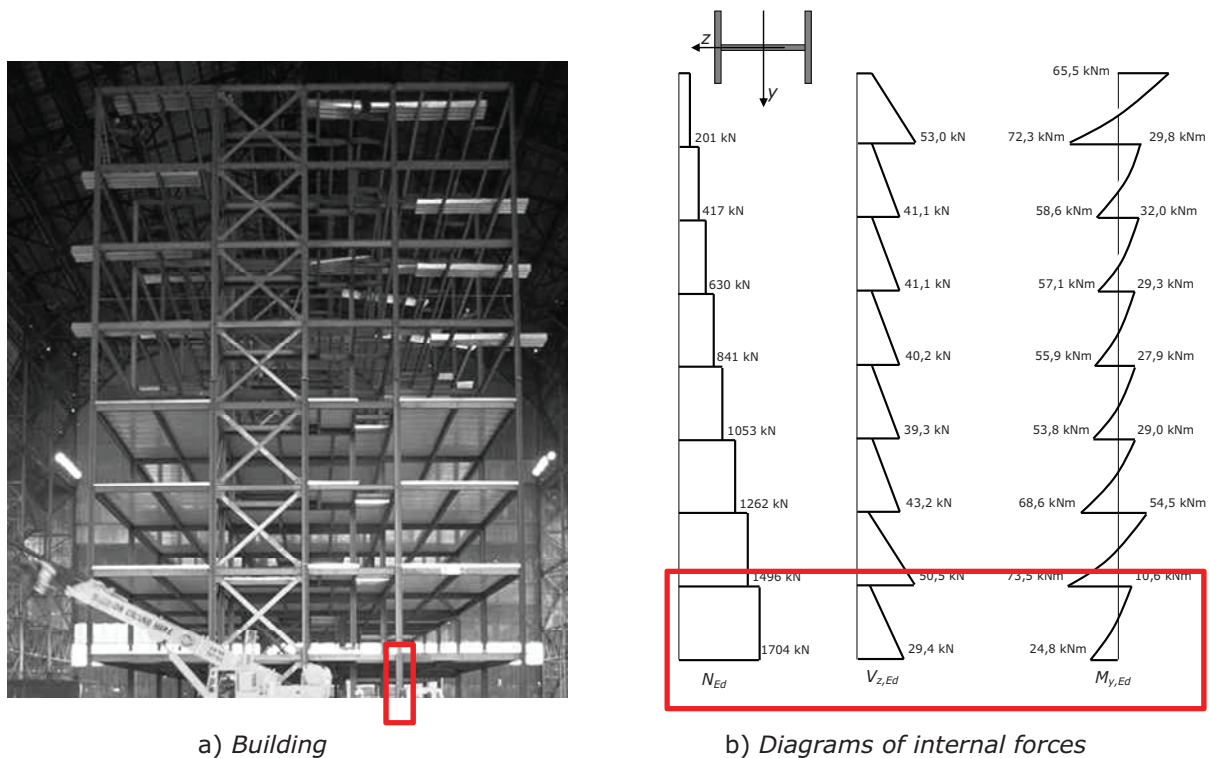 z
y
65,5 kNm
201 kN
53,0 kN
72,3 kNm
29,8 kNm
417 kN
41,1 kN
58,6 kNm
32,0 kNm
630 kN
41,1 kN
57,1 kNm
29,3 kNm
841 kN
40,2 kN
55,9 kNm
27,9 kNm
1053 kN
39,3 kN
53,8 kNm
29,0 kNm
1262 kN
43,2 kN
68,6 kNm
54,5 kNm
1496 kN
50,5 kN
73,5 kNm
10,6 kNm
1704 kN
29,4 kN
24,8 kNm
N_Ed
V_z,Ed
M_y,Ed
a) Building
b) Diagrams of internal forces